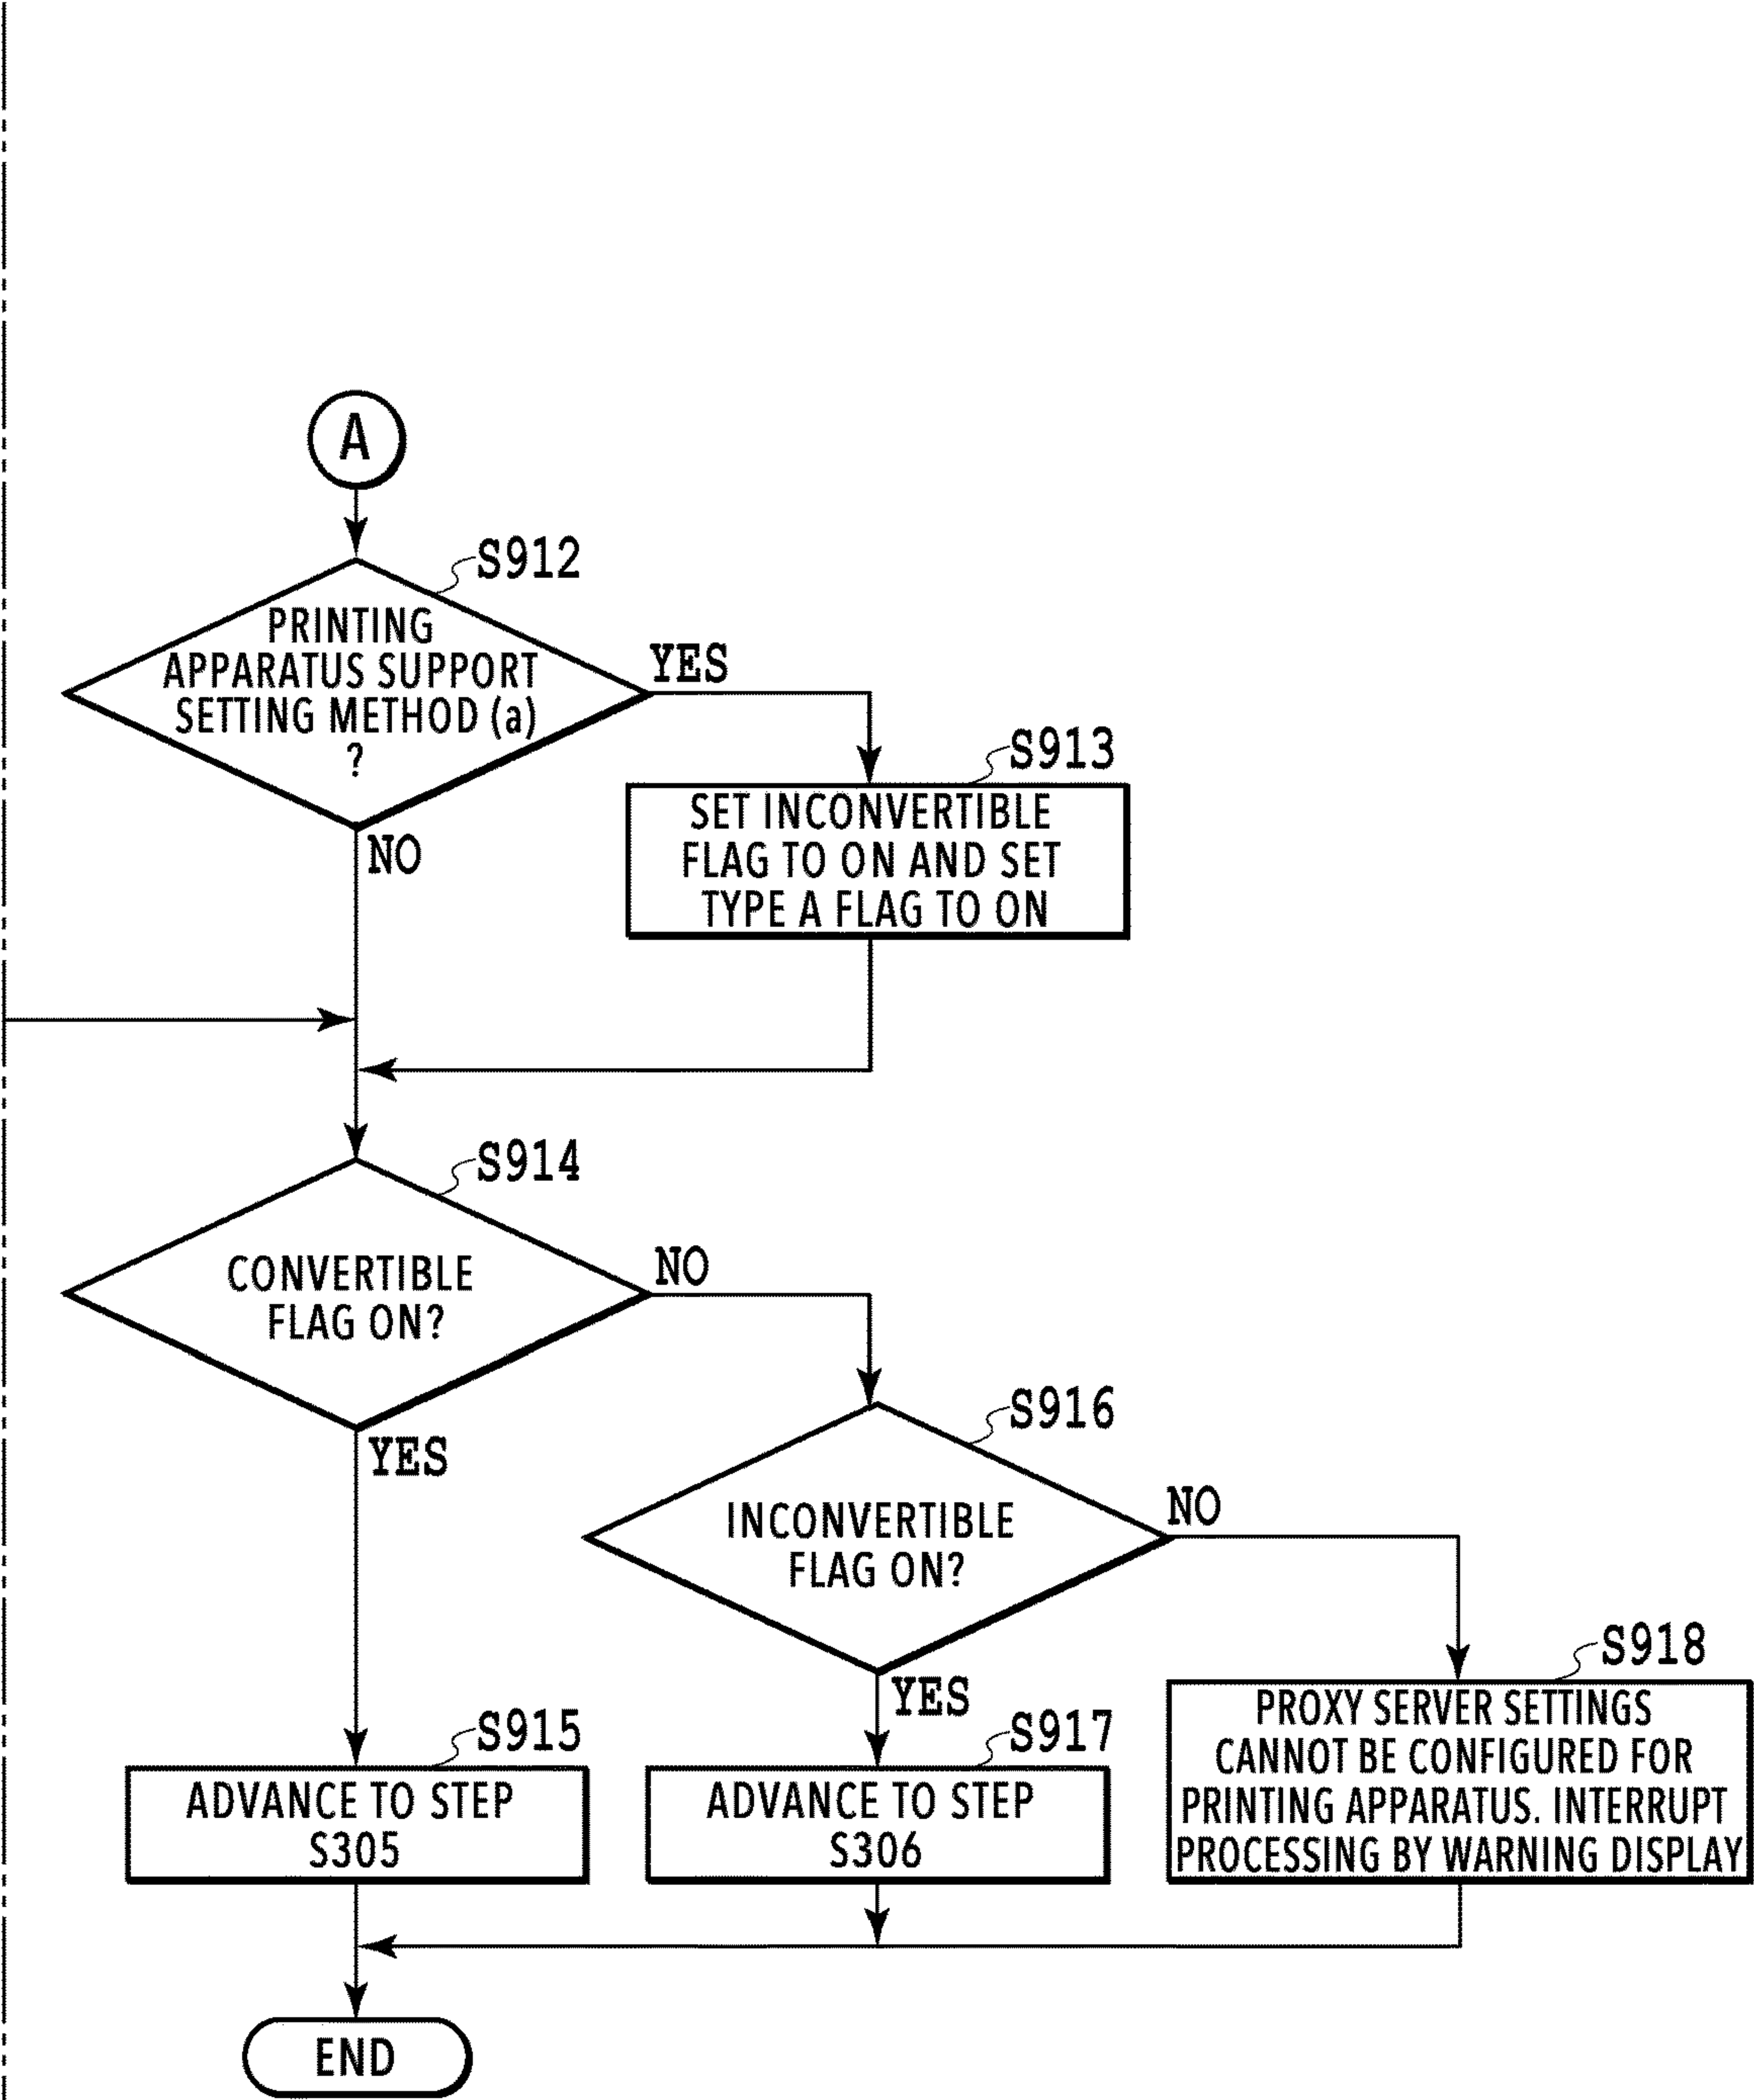 A
S912
PRINTING
APPARATUS SUPPORT
SETTING METHOD (a)
?
YES
NO
S913
SET INCONVERTIBLE
FLAG TO ON AND SET
TYPE A FLAG TO ON
S914
CONVERTIBLE
FLAG ON?
NO
YES
S916
INCONVERTIBLE
FLAG ON?
NO
YES
S915
ADVANCE TO STEP
S305
S917
ADVANCE TO STEP
S306
S918
PROXY SERVER SETTINGS
CANNOT BE CONFIGURED FOR
PRINTING APPARATUS. INTERRUPT
PROCESSING BY WARNING DISPLAY
END